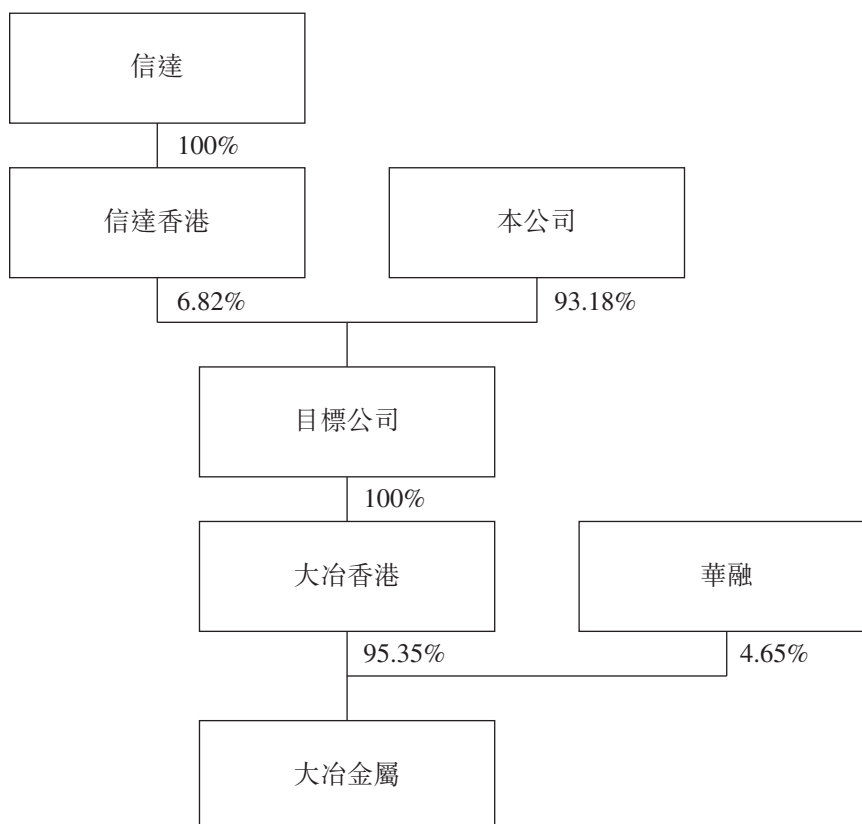 信達
100%
信達香港
本公司
6.82%
93.18%
目標公司
100%
大冶香港
華融
95.35%
4.65%
大冶金屬